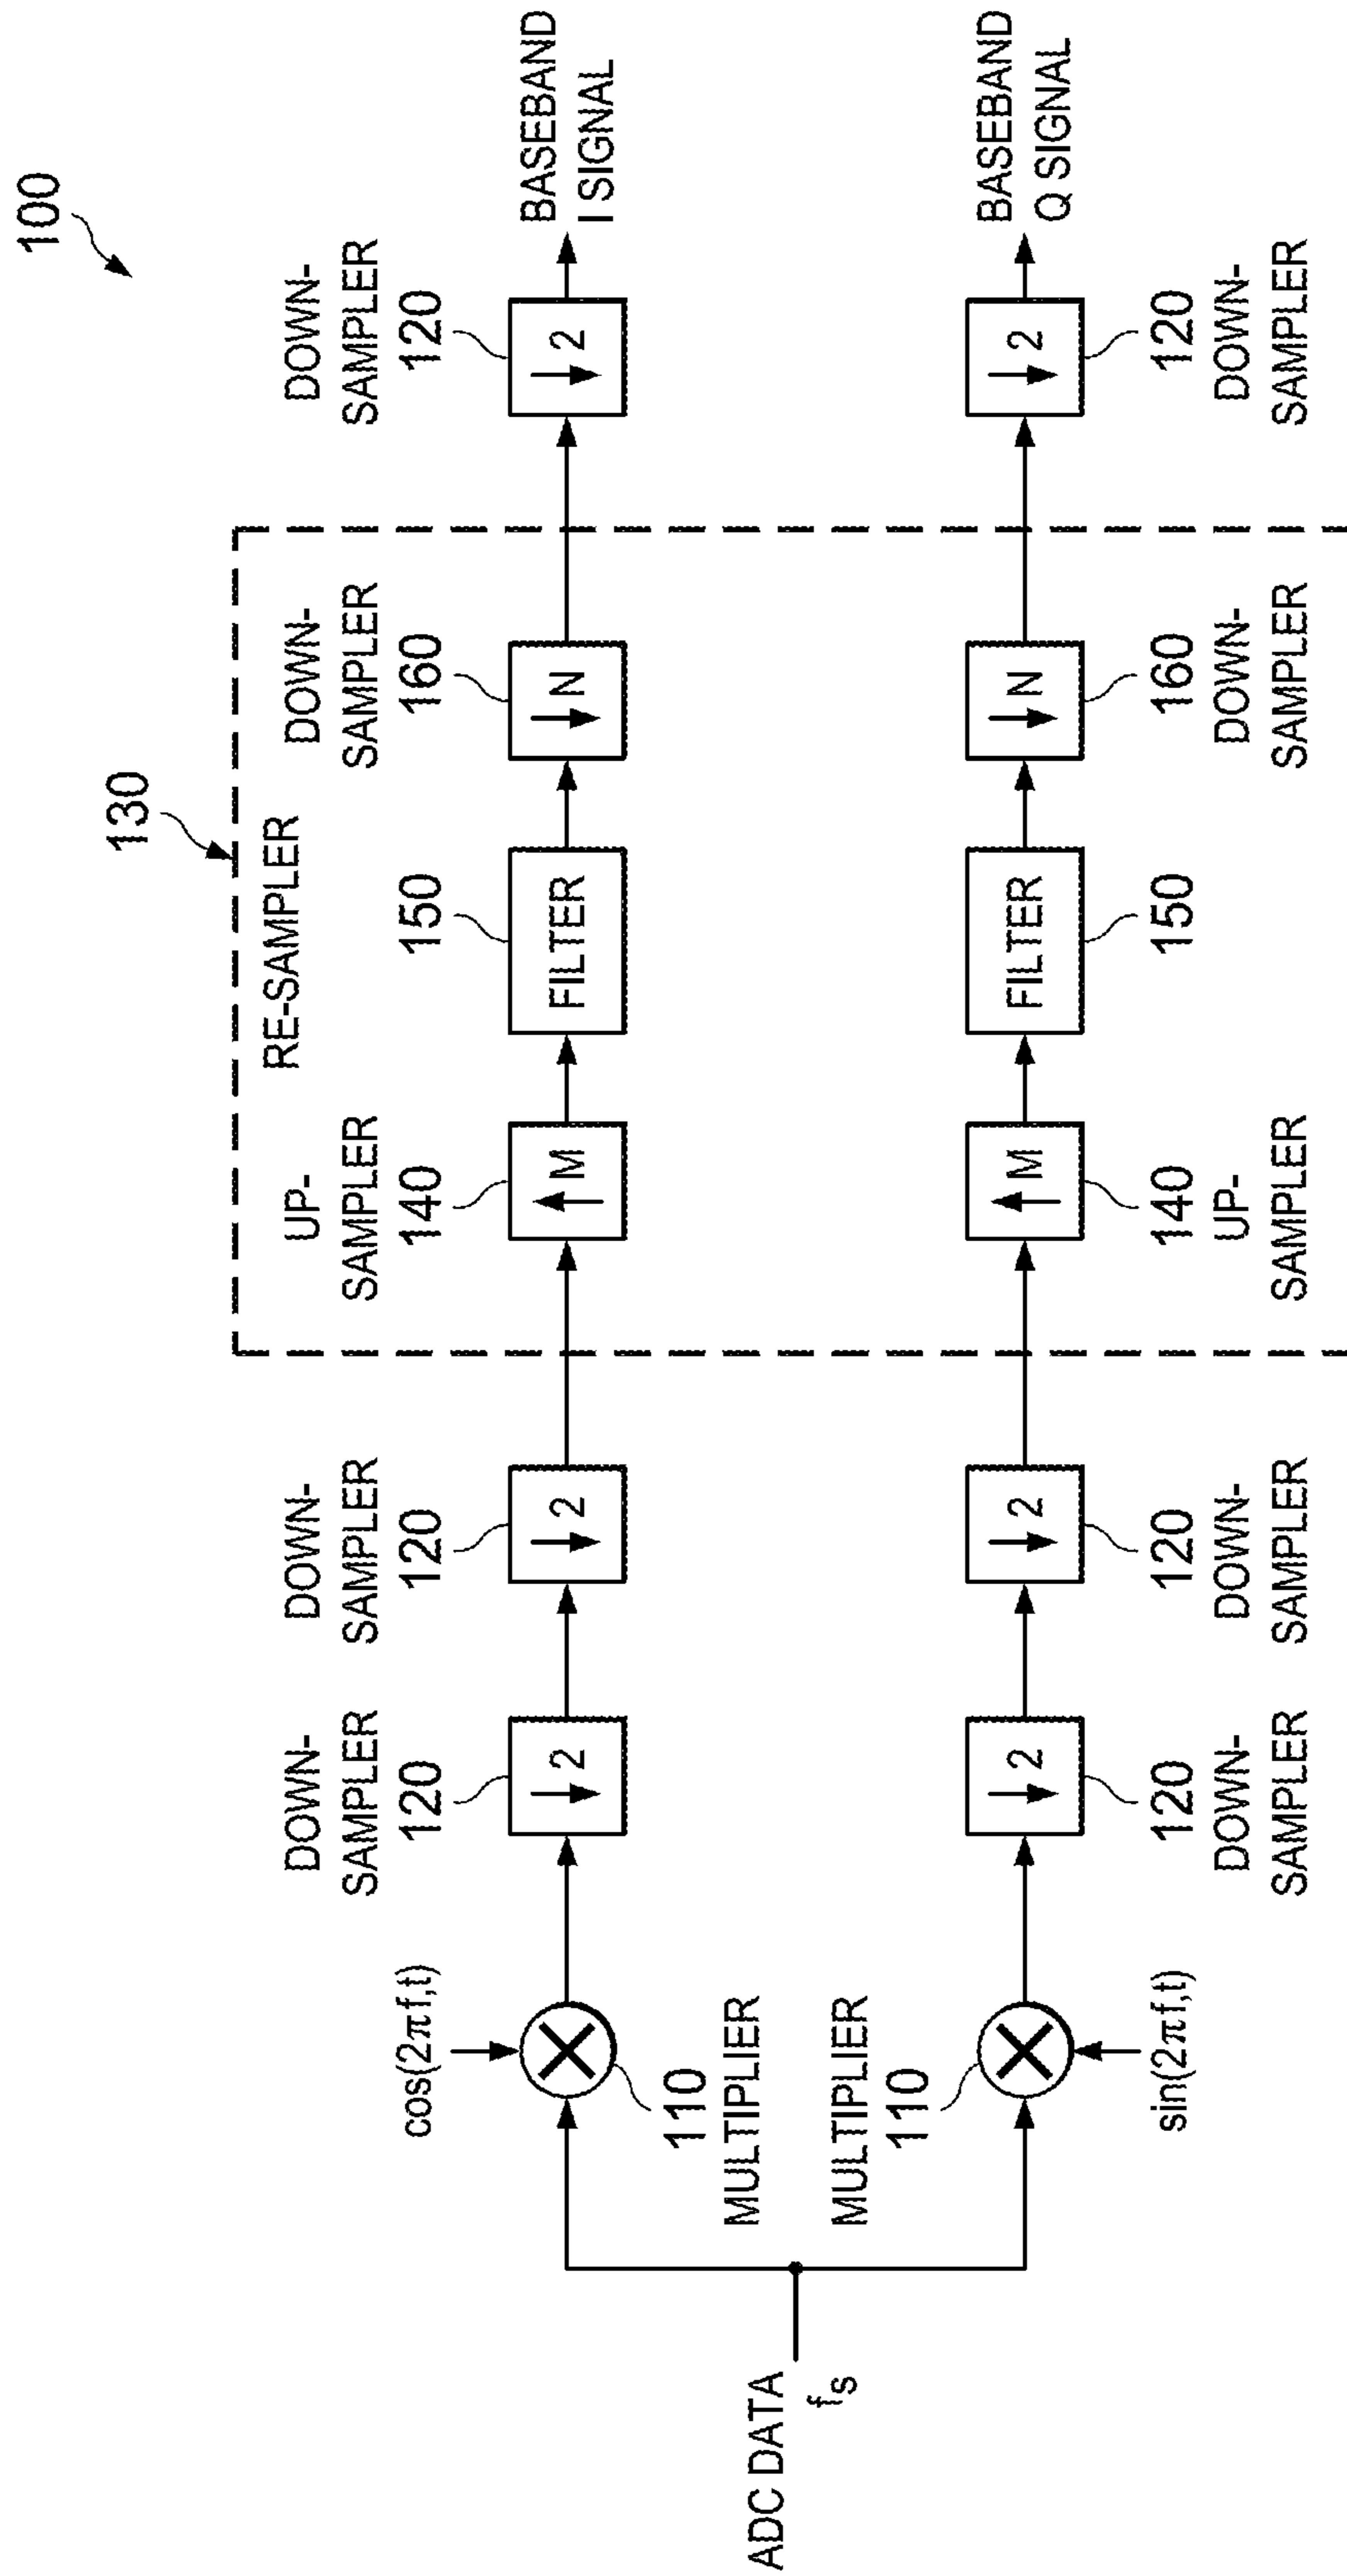 100
130
RE-SAMPLER
cos(2πf,t)
DOWN-
SAMPLER
120
DOWN-
SAMPLER
120
UP-
SAMPLER
140
150
DOWN-
SAMPLER
160
DOWN-
SAMPLER
120
↓ 2
↓ 2
↑ M
FILTER
↓ N
↓ 2
BASEBAND
I SIGNAL
110
MULTIPLIER
ADC DATA
fs
MULTIPLIER
110
↓ 2
↓ 2
↑ M
FILTER
↓ N
↓ 2
BASEBAND
Q SIGNAL
sin(2πf,t)
120
DOWN-
SAMPLER
120
DOWN-
SAMPLER
140
UP-
SAMPLER
150
160
DOWN-
SAMPLER
120
DOWN-
SAMPLER